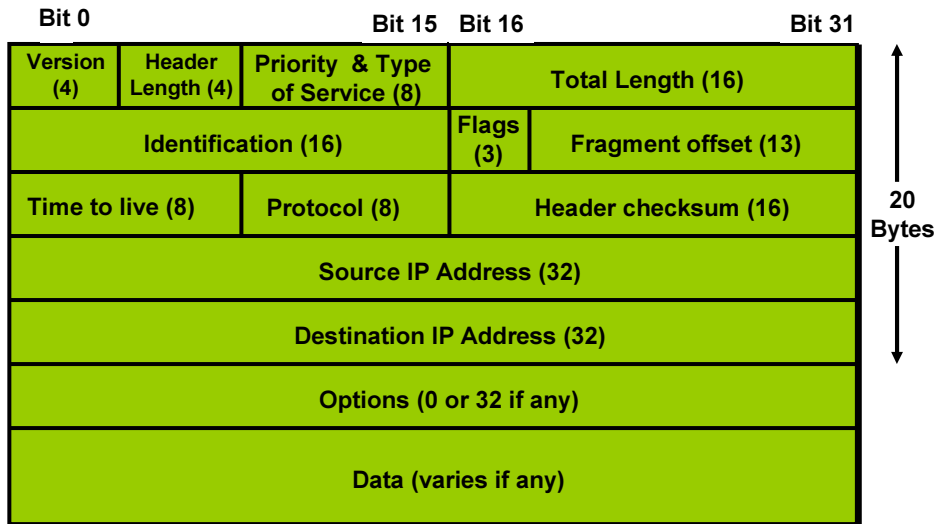 Bit 0 Bit 15 Bit 16 Bit 31
Version
(4)
Header
Length (4)
Priority & Type
of Service (8)
Total Length (16)
Identification (16)
Flags
(3)
Fragment offset (13)
Time to live (8)
Protocol (8)
Header checksum (16)
20
Bytes
Source IP Address (32)
Destination IP Address (32)
Options (0 or 32 if any)
Data (varies if any)